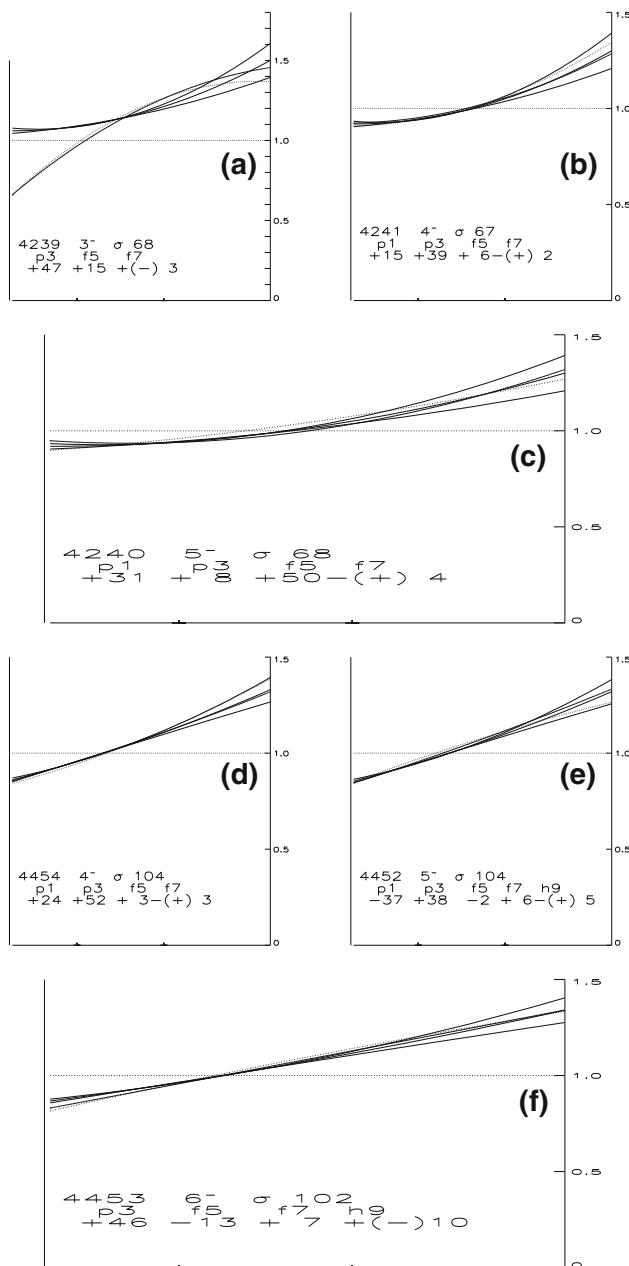 1.5
1.0
(a)
0.5
4239 3- σ 68
p3 f5 f7
+47 +15 +(-) 3
0
1.5
1.0
(b)
0.5
4241 4- σ 67
p1 p3 f5 f7
+15 +39 + 6-(+) 2
0
1.5
1.0
(c)
0.5
4240 5- σ 68
p1 p3 f5 f7
+31 + 8 +50-(+) 4
0
1.5
1.0
(d)
0.5
4454 4- σ 104
p1 p3 f5 f7
+24 +52 + 3-(+) 3
0
1.5
1.0
(e)
0.5
4452 5- σ 104
p1 p3 f5 f7 h9
-37 +38 -2 + 6-(+) 5
0
1.5
1.0
(f)
0.5
4453 6- σ 102
p3 f5 f7 h9
+46 -13 + 7 +(-)10
0